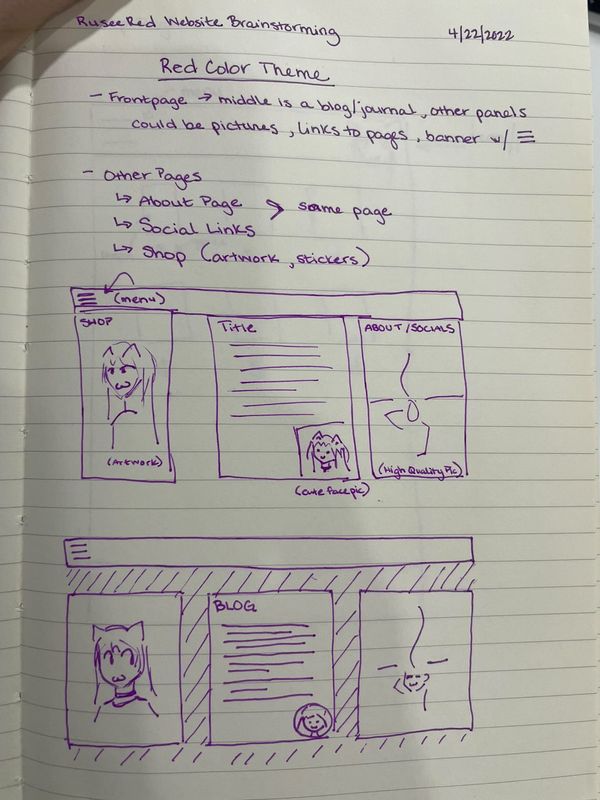 RuseeRed Website Brainstorming
4/22/2022
Red Color Theme
- Frontpage → middle is a blog/journal, other panels
could be pictures, links to pages, banner w/ ☰
- Other Pages
↳ About Page > same page
↳ Social Links
↳ Shop (artwork, stickers)
(menu)
SHOP
Title
ABOUT/SOCIALS
(Artwork)
(High Quality Pic)
(cute face pic)
BLOG